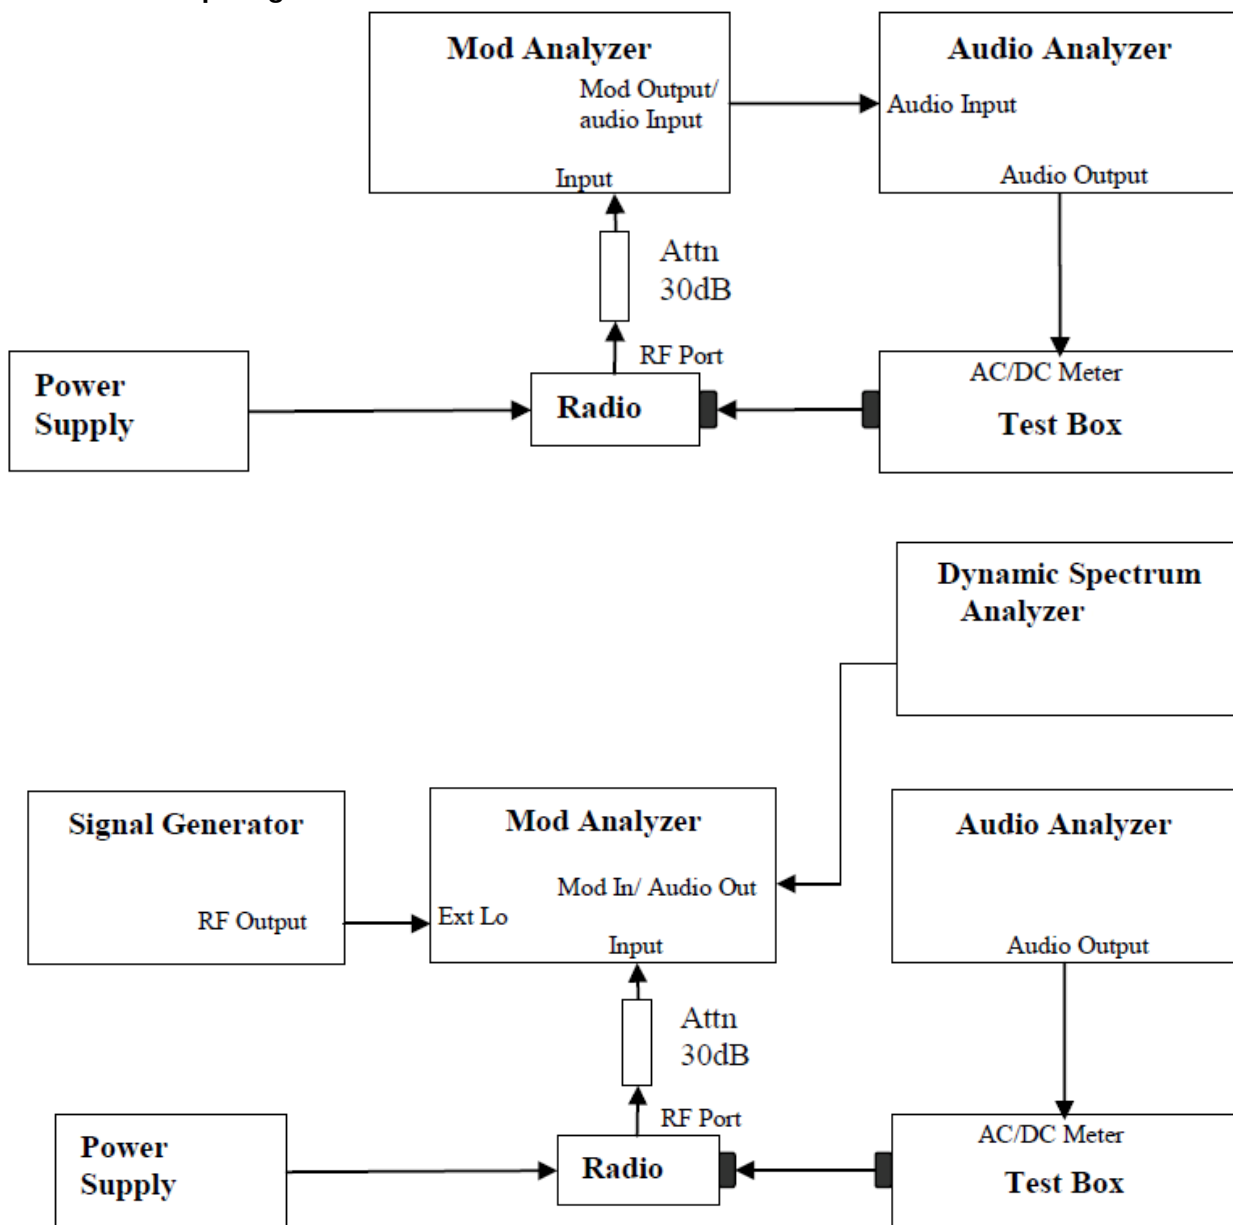 Mod Analyzer
Mod Output/
audio Input
Input
Audio Analyzer
Audio Input
Audio Output
Attn
30dB
RF Port
Power
Supply
Radio
AC/DC Meter
Test Box
Dynamic Spectrum
Analyzer
Signal Generator
RF Output
Mod Analyzer
Mod In/ Audio Out
Ext Lo
Input
Audio Analyzer
Audio Output
Attn
30dB
RF Port
Power
Supply
Radio
AC/DC Meter
Test Box